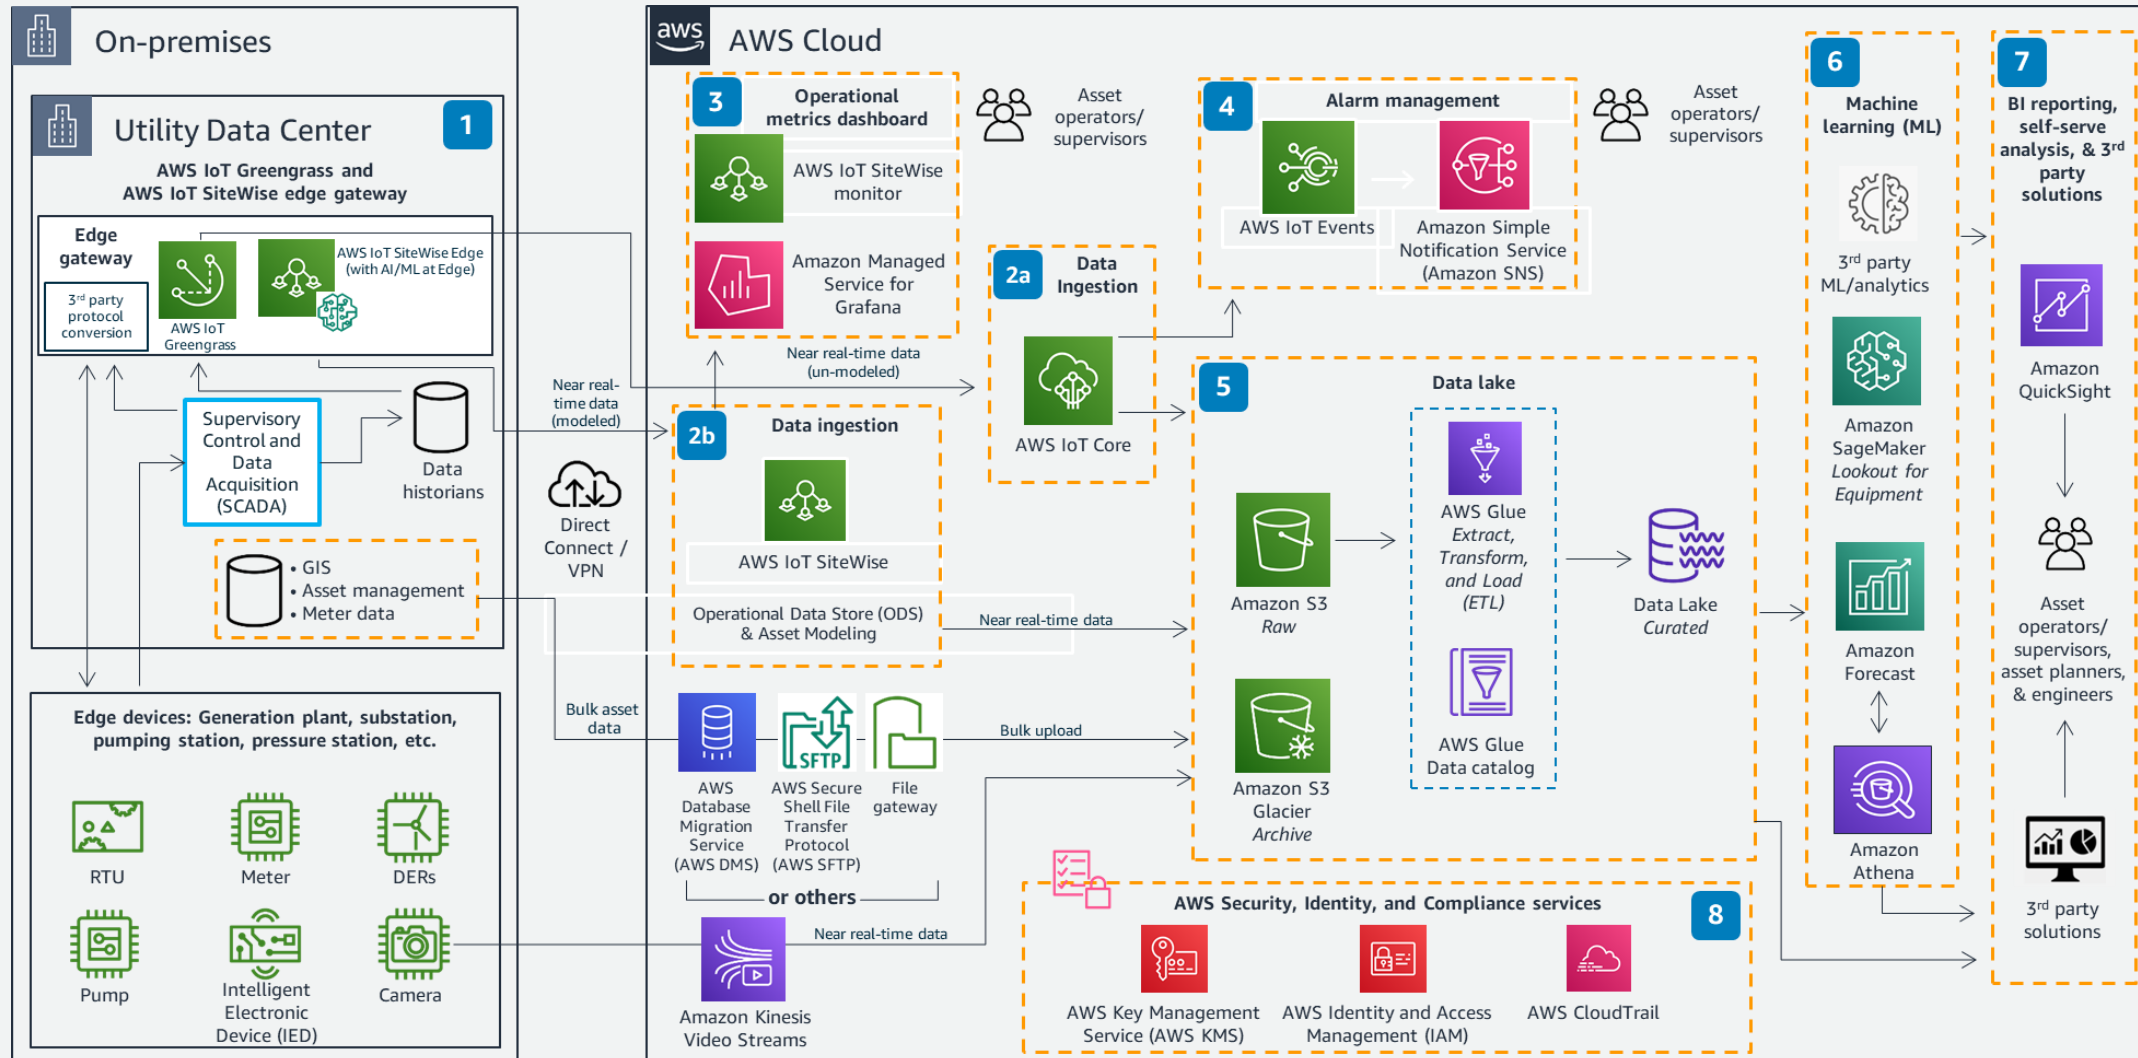 On-premises
Utility Data Center
1
AWS IoT Greengrass and
AWS IoT SiteWise edge gateway
Edge
gateway
3rd party
protocol
conversion
AWS IoT
Greengrass
AWS IoT SiteWise Edge
(with AI/ML at Edge)
Supervisory
Control and
Data
Acquisition
(SCADA)
Data
historians
• GIS
• Asset management
• Meter data
Edge devices: Generation plant, substation,
pumping station, pressure station, etc.
RTU
Meter
DERs
Pump
Intelligent
Electronic
Device (IED)
Camera
Near real-
time data
(modeled)
Direct
Connect /
VPN
Bulk asset
data
aws
AWS Cloud
3
Operational
metrics dashboard
AWS IoT SiteWise
monitor
Amazon Managed
Service for
Grafana
Asset
operators/
supervisors
Near real-time data
(un-modeled)
2b
Data ingestion
AWS IoT SiteWise
Operational Data Store (ODS)
& Asset Modeling
Near real-time data
2a
Data
Ingestion
AWS IoT Core
4
Alarm management
AWS IoT Events
Amazon Simple
Notification Service
(Amazon SNS)
Asset
operators/
supervisors
SFTP
AWS
Database
Migration
Service
(AWS DMS)
AWS Secure
Shell File
Transfer
Protocol
(AWS SFTP)
File
gateway
Bulk upload
or others
Amazon Kinesis
Video Streams
Near real-time data
5
Data lake
Amazon S3
Raw
Amazon S3
Glacier
Archive
AWS Glue
Extract,
Transform,
and Load
(ETL)
AWS Glue
Data catalog
Data Lake
Curated
8
AWS Security, Identity, and Compliance services
AWS Key Management
Service (AWS KMS)
AWS Identity and Access
Management (IAM)
AWS CloudTrail
6
Machine
learning (ML)
3rd party
ML/analytics
Amazon
SageMaker
Lookout for
Equipment
Amazon
Forecast
Amazon
Athena
7
BI reporting,
self-serve
analysis, & 3rd
party
solutions
Amazon
QuickSight
Asset
operators/
supervisors,
asset planners,
& engineers
3rd party
solutions